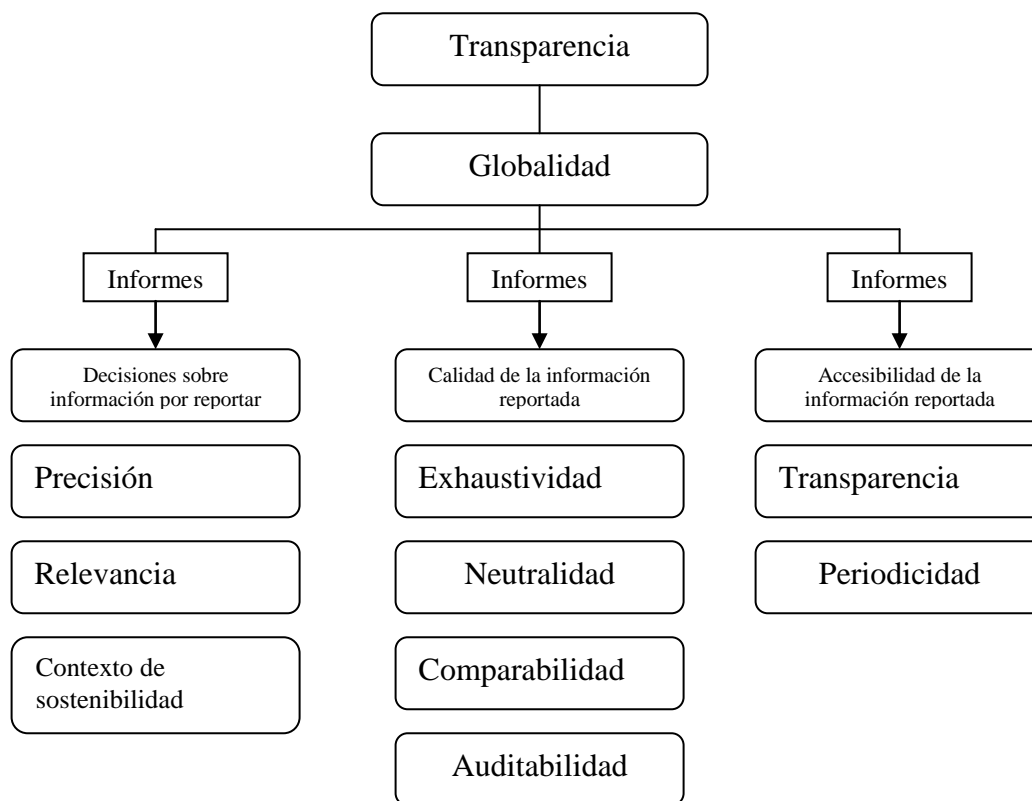 Transparencia
Globalidad
Informes
Informes
Informes
Decisiones sobre
información por reportar
Calidad de la información
reportada
Accesibilidad de la
información reportada
Precisión
Exhaustividad
Transparencia
Relevancia
Neutralidad
Periodicidad
Contexto de
sostenibilidad
Comparabilidad
Auditabilidad